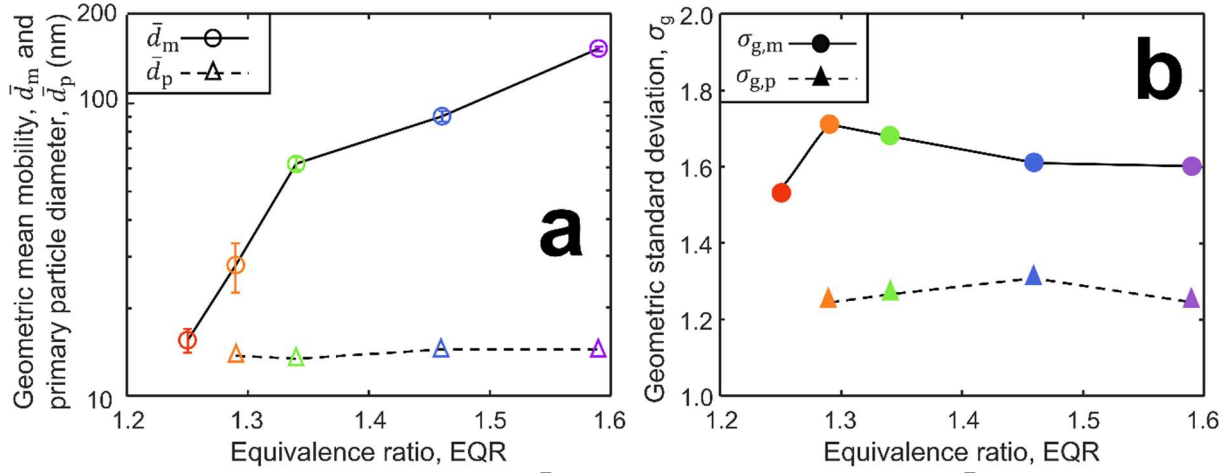 Geometric mean mobility, d̄m and
primary particle diameter, d̄p (nm)
200
100
10
d̄m
d̄p
a
1.2 1.3 1.4 1.5 1.6
Equivalence ratio, EQR
Geometric standard deviation, σg
2.0
1.8
1.6
1.4
1.2
1.0
σg,m
σg,p
b
1.2 1.3 1.4 1.5 1.6
Equivalence ratio, EQR